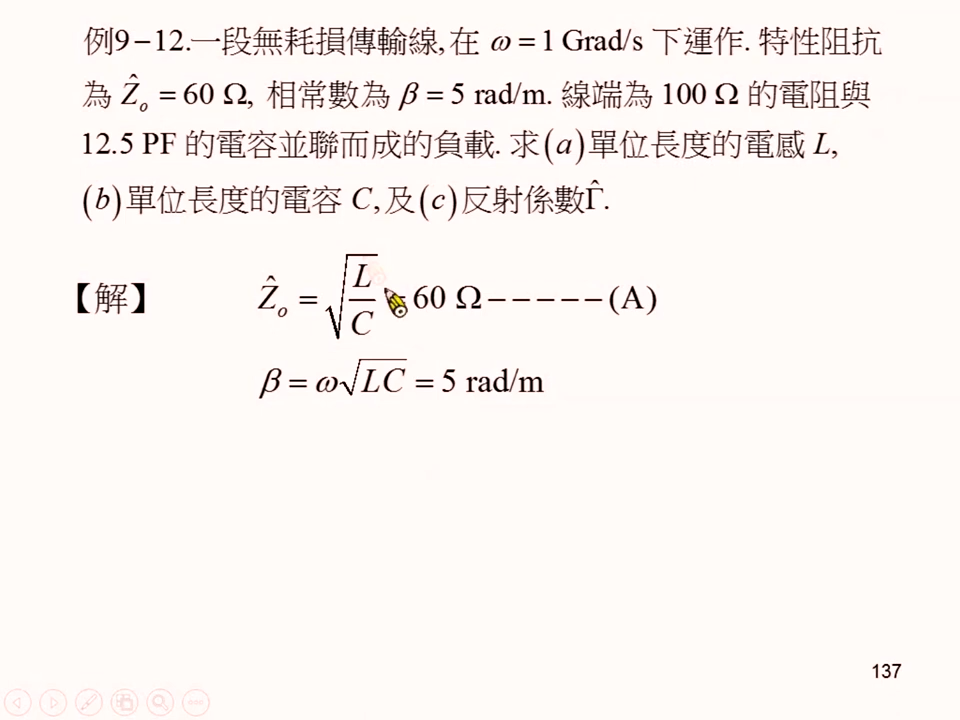 例9−12.一段無耗損傳輸線,在 ω = 1 Grad/s 下運作. 特性阻抗
為 Ẑₒ = 60 Ω, 相常數為 β = 5 rad/m. 線端為 100 Ω 的電阻與
12.5 PF 的電容並聯而成的負載. 求(a)單位長度的電感 L,
(b)單位長度的電容 C,及(c)反射係數Γ̂.
【解】 Ẑₒ = √(L/C) = 60 Ω−−−−−(A)
β = ω√LC = 5 rad/m
137